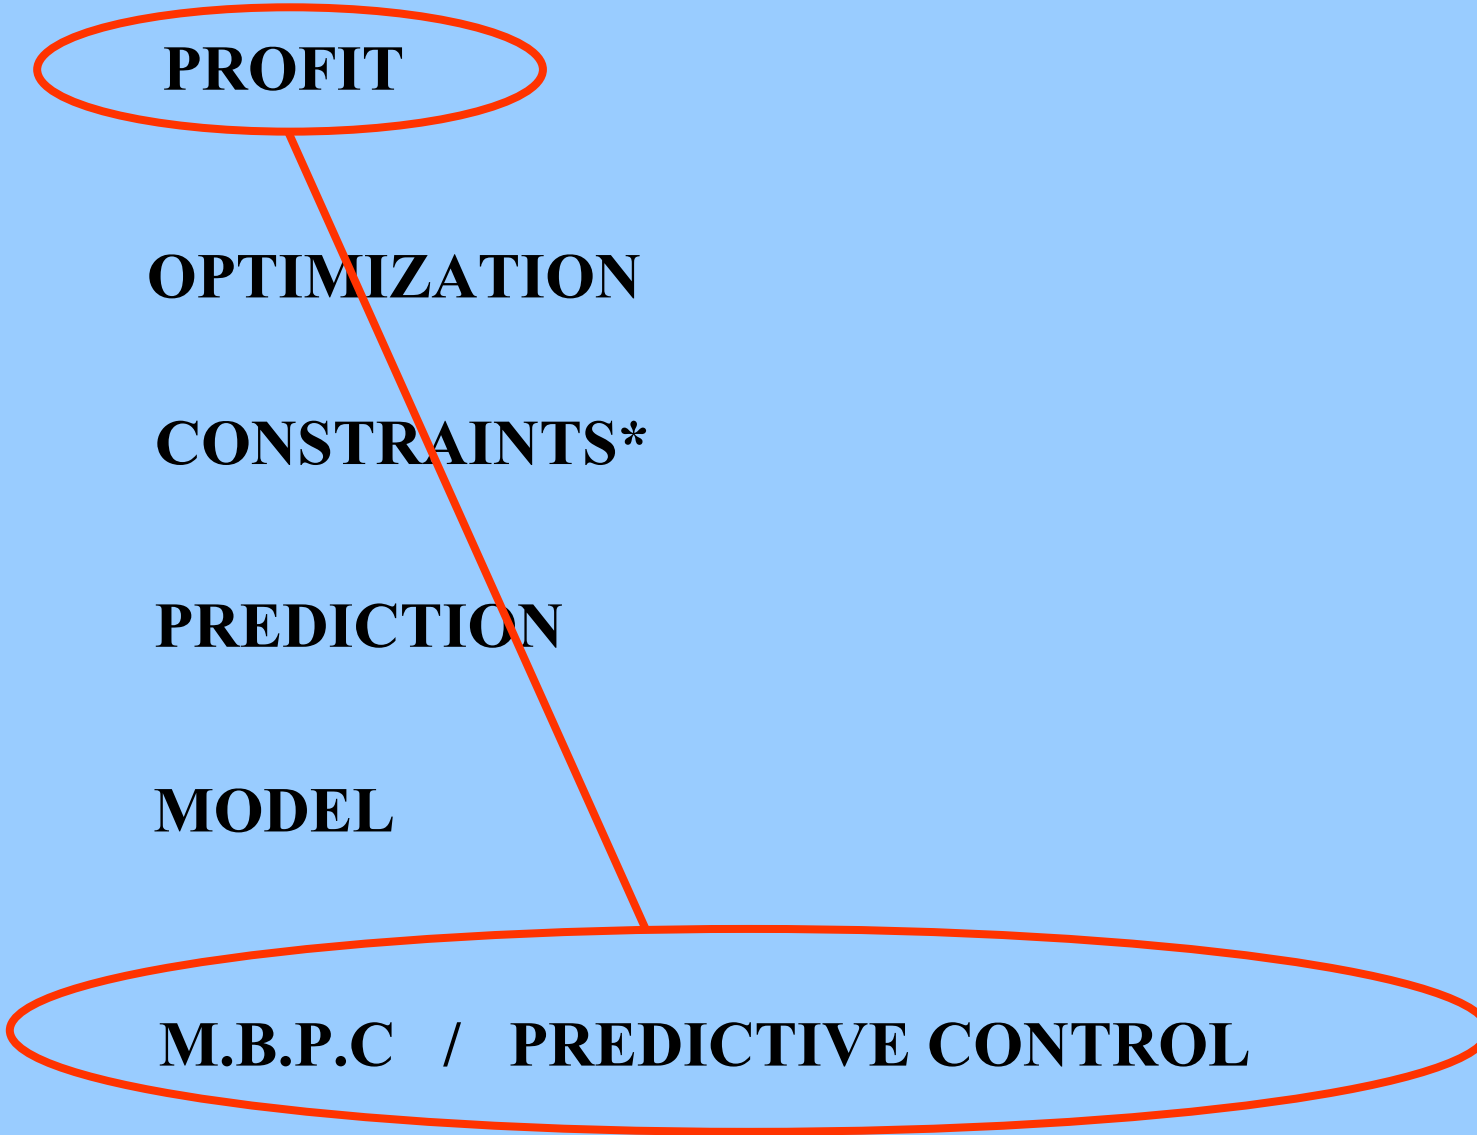 PROFIT
OPTIMIZATION
CONSTRAINTS*
PREDICTION
MODEL
M.B.P.C / PREDICTIVE CONTROL